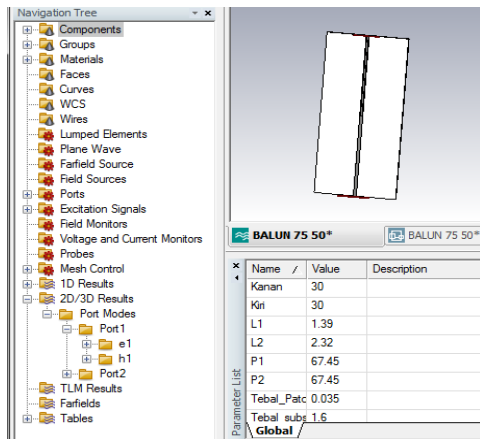 Navigation Tree
Components
Groups
Materials
Faces
Curves
WCS
Wires
Lumped Elements
Plane Wave
Farfield Source
Field Sources
Ports
Excitation Signals
Field Monitors
Voltage and Current Monitors
Probes
Mesh Control
1D Results
2D/3D Results
Port Modes
Port1
e1
h1
Port2
TLM Results
Farfields
Tables
BALUN 75 50*
BALUN 75 50*
Parameter List
Name / Value Description
Kanan 30
Kiri 30
L1 1.39
L2 2.32
P1 67.45
P2 67.45
Tebal_Patc 0.035
Tebal subs 1.6
Global